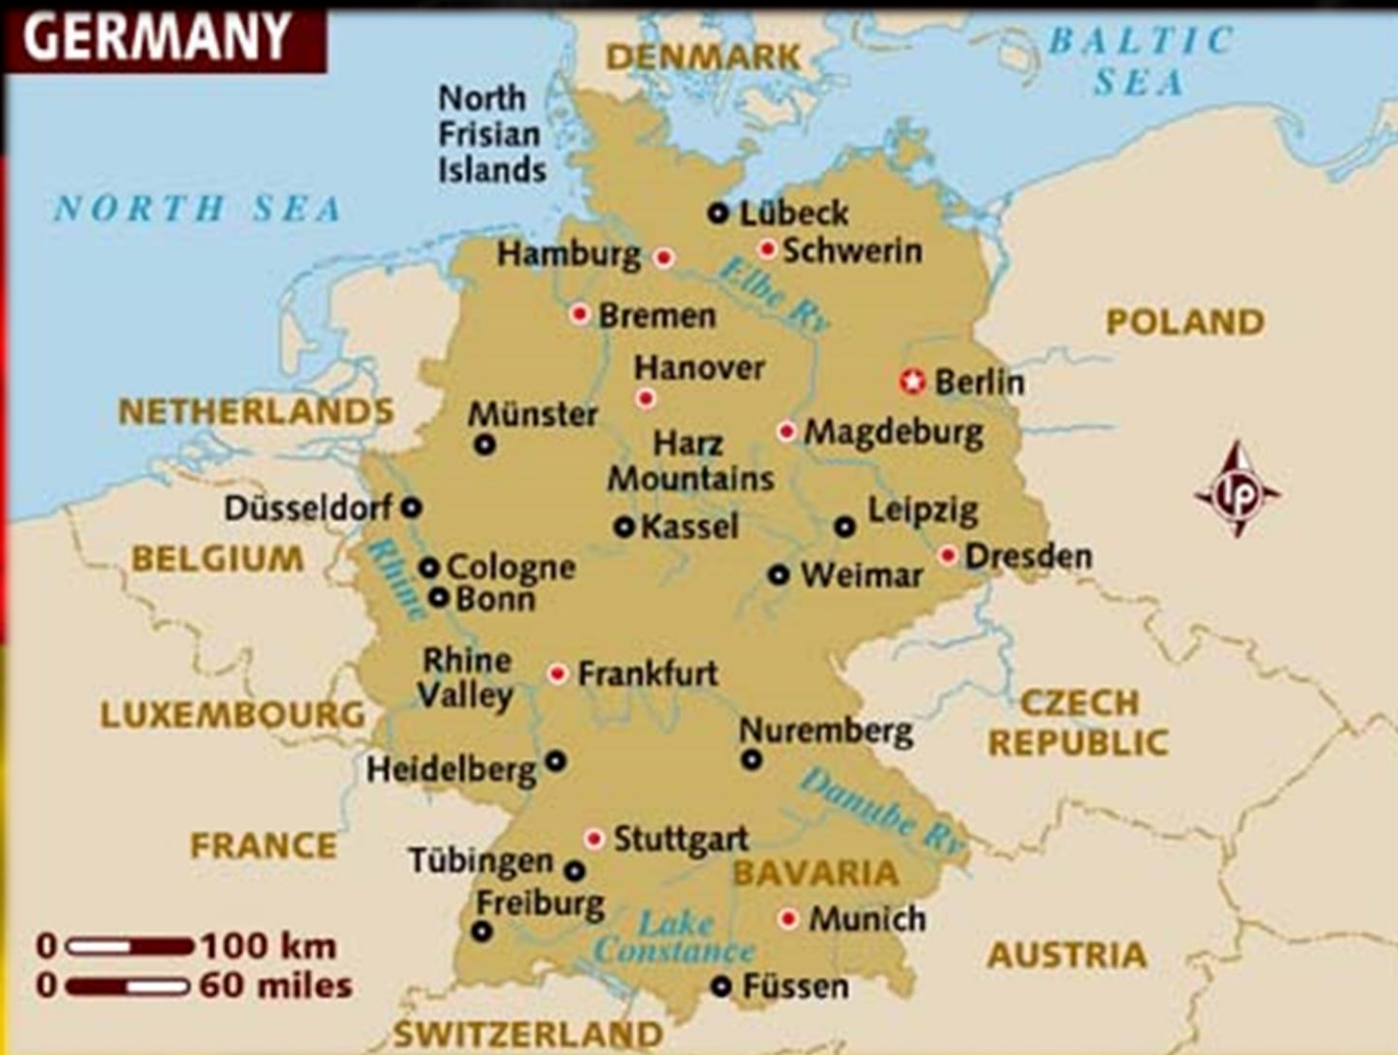 GERMANY
DENMARK
BALTIC
SEA
North
Frisian
Islands
NORTH SEA
Lübeck
Hamburg
Schwerin
Elbe Rv
Bremen
POLAND
Hanover
Berlin
NETHERLANDS
Münster
Magdeburg
Harz
Mountains
lp
Düsseldorf
Leipzig
Kassel
BELGIUM
Dresden
Rhine
Cologne
Weimar
Bonn
Rhine
Valley
Frankfurt
LUXEMBOURG
CZECH
REPUBLIC
Nuremberg
Heidelberg
Danube Rv
FRANCE
Stuttgart
Tübingen
BAVARIA
Freiburg
Lake
Constance
Munich
0 100 km
AUSTRIA
0 60 miles
Füssen
SWITZERLAND